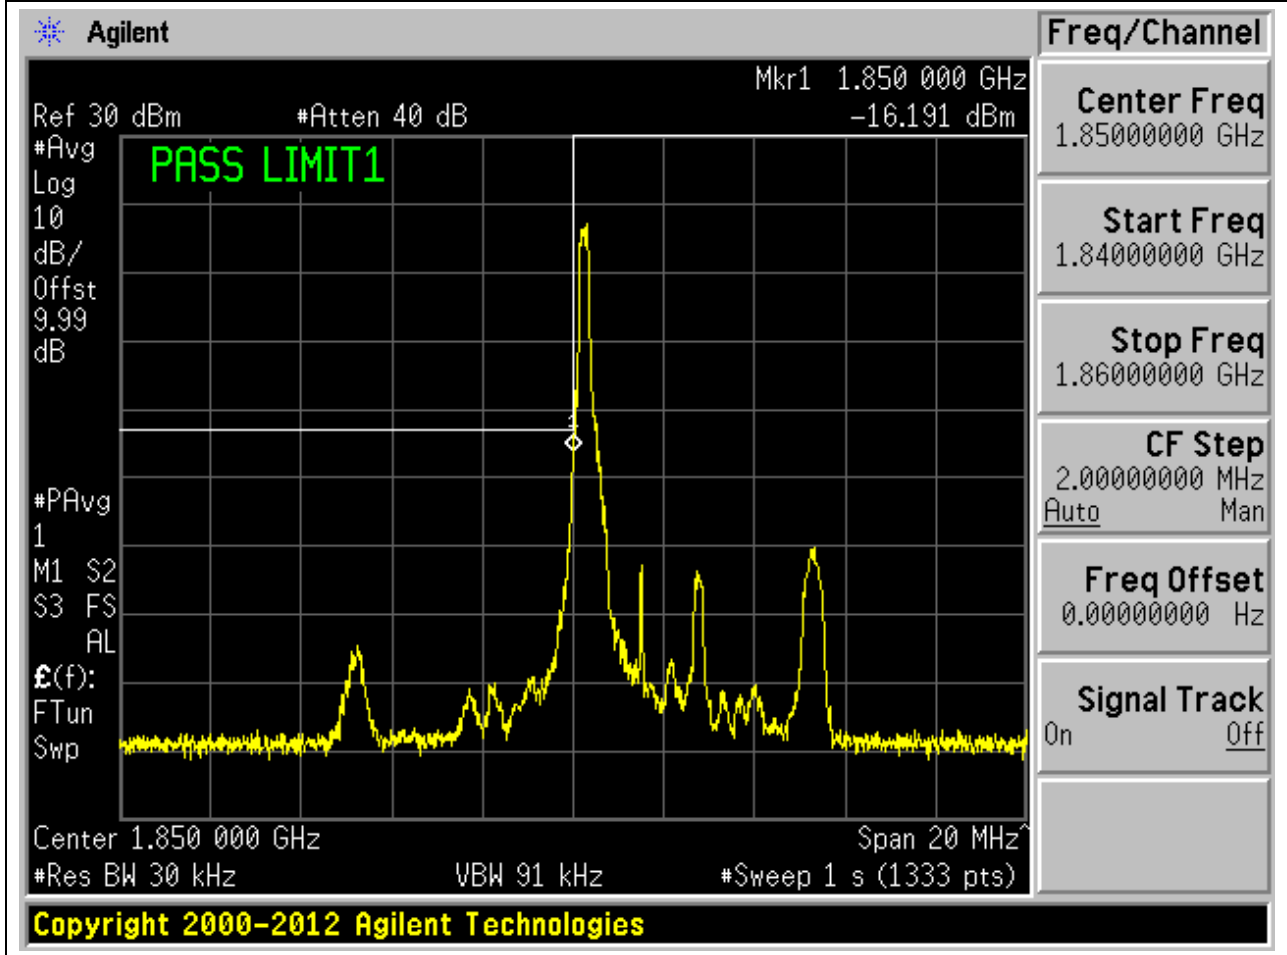 Agilent
Freq/Channel
Mkr1 1.850 000 GHz
Ref 30 dBm #Atten 40 dB -16.191 dBm
#Avg
Log
10
dB/
Offst
9.99
dB
PASS LIMIT1
1
#PAvg
1
M1 S2
S3 FS
AL
£(f):
FTun
Swp
Center 1.850 000 GHz Span 20 MHz^
#Res BW 30 kHz VBW 91 kHz #Sweep 1 s (1333 pts)
Copyright 2000-2012 Agilent Technologies
Center Freq
1.85000000 GHz
Start Freq
1.84000000 GHz
Stop Freq
1.86000000 GHz
CF Step
2.00000000 MHz
Auto Man
Freq Offset
0.00000000 Hz
Signal Track
On Off